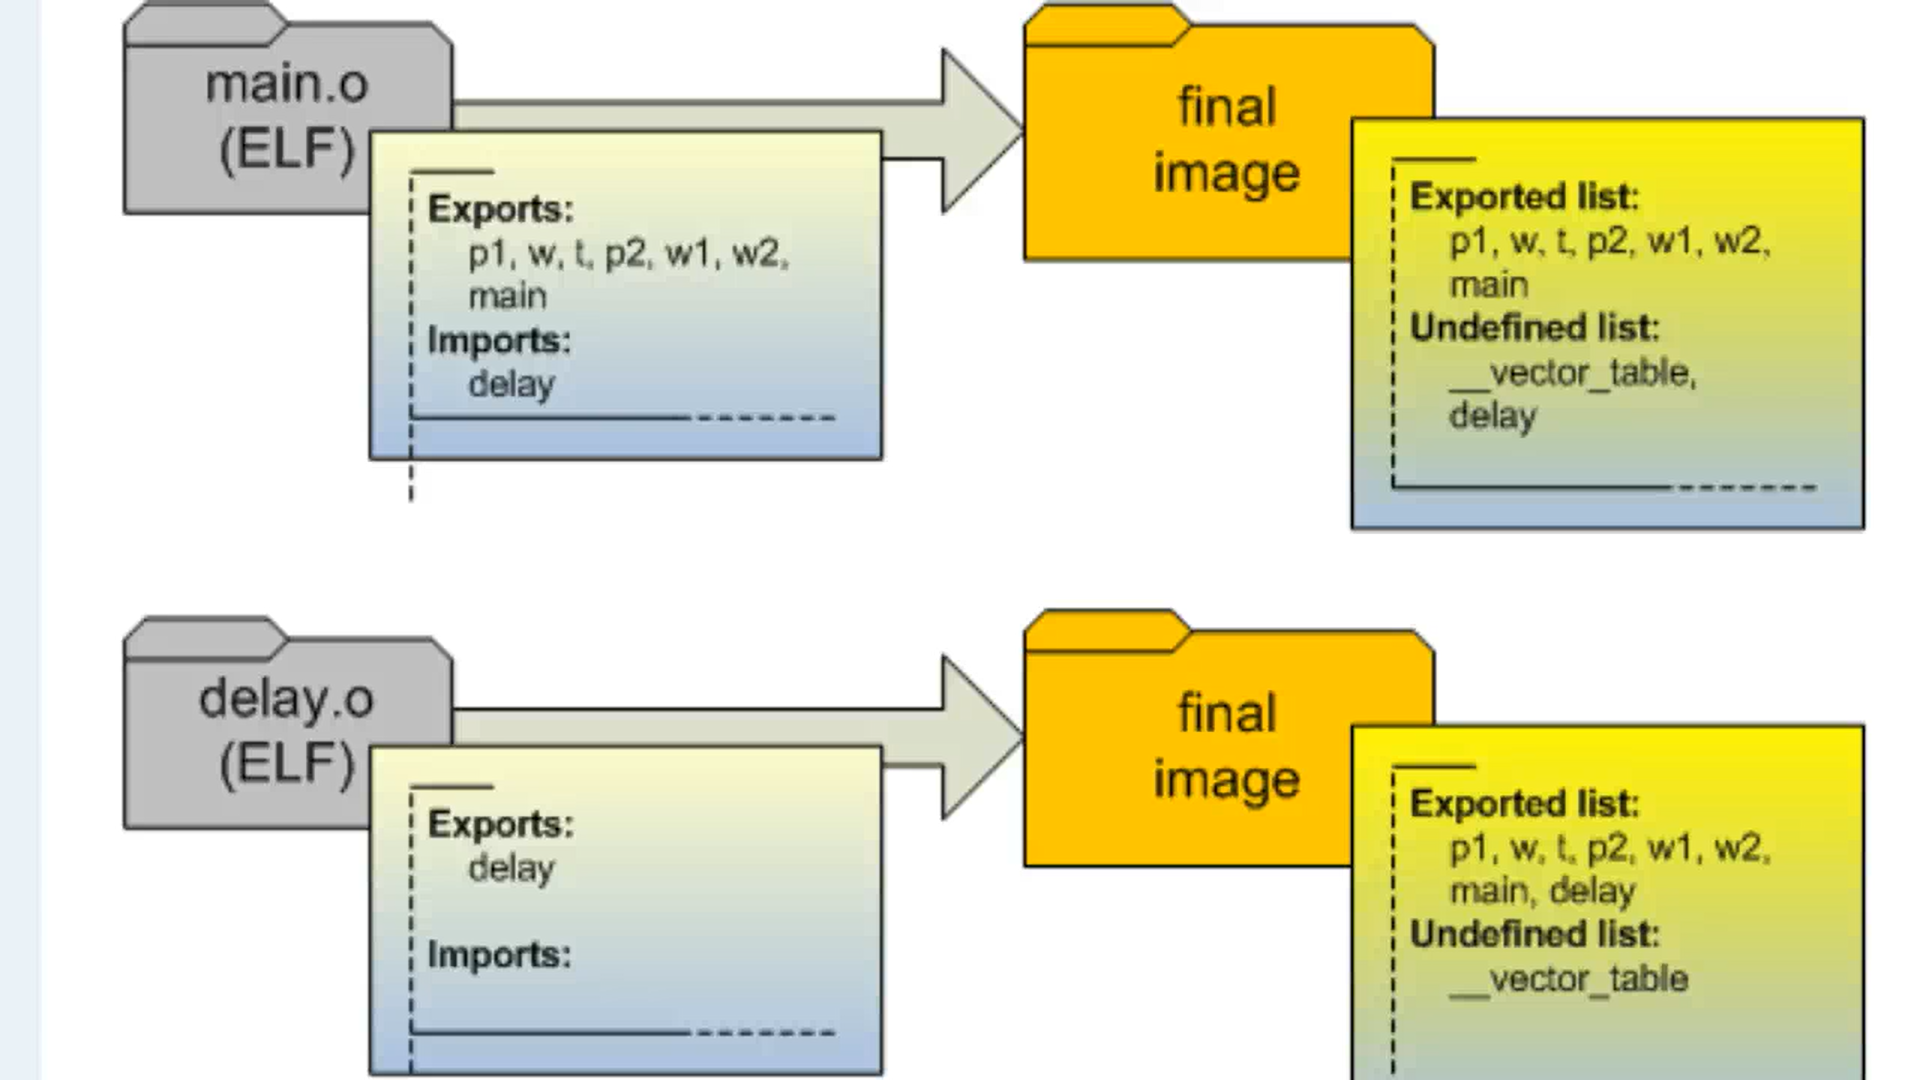 main.o
(ELF)
Exports:
p1, w, t, p2, w1, w2,
main
Imports:
delay
final
image
Exported list:
p1, w, t, p2, w1, w2,
main
Undefined list:
__vector_table,
delay
delay.o
(ELF)
Exports:
delay
Imports:
final
image
Exported list:
p1, w, t, p2, w1, w2,
main, delay
Undefined list:
__vector_table